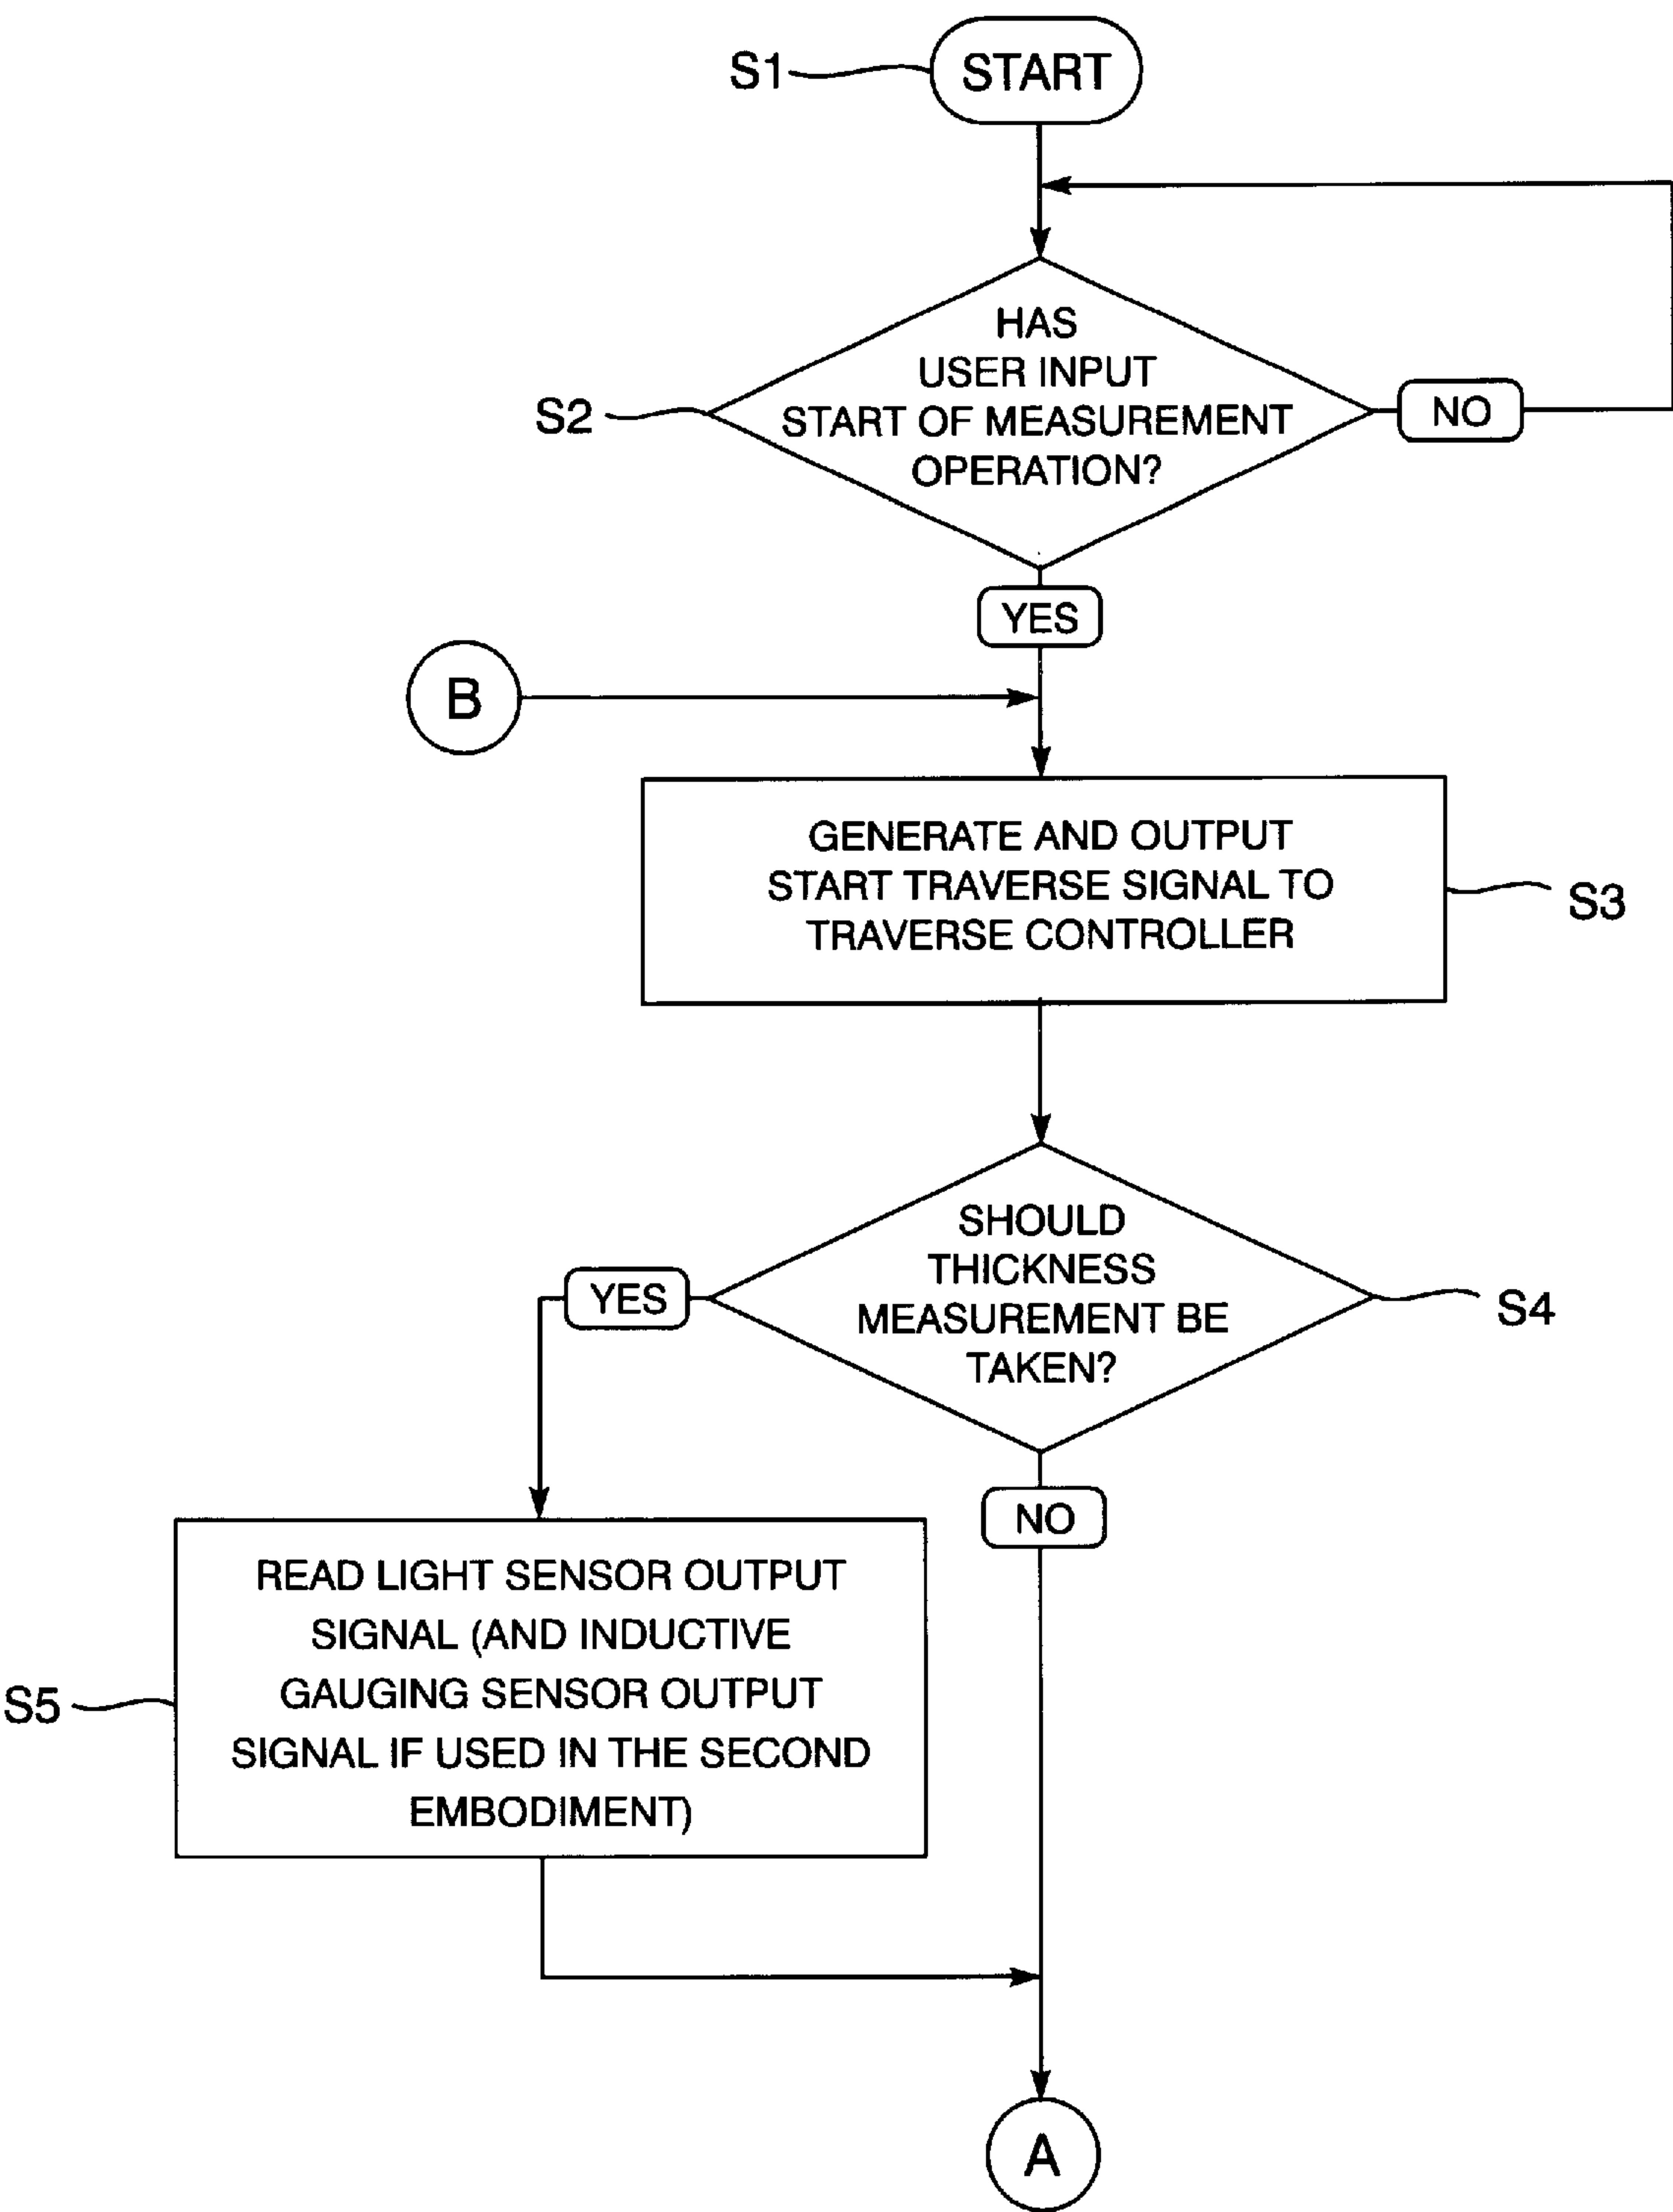 S1
START
HAS
USER INPUT
START OF MEASUREMENT
OPERATION?
S2
NO
YES
B
GENERATE AND OUTPUT
START TRAVERSE SIGNAL TO
TRAVERSE CONTROLLER
S3
SHOULD
THICKNESS
MEASUREMENT BE
TAKEN?
YES
S4
NO
READ LIGHT SENSOR OUTPUT
SIGNAL (AND INDUCTIVE
GAUGING SENSOR OUTPUT
SIGNAL IF USED IN THE SECOND
EMBODIMENT)
S5
A